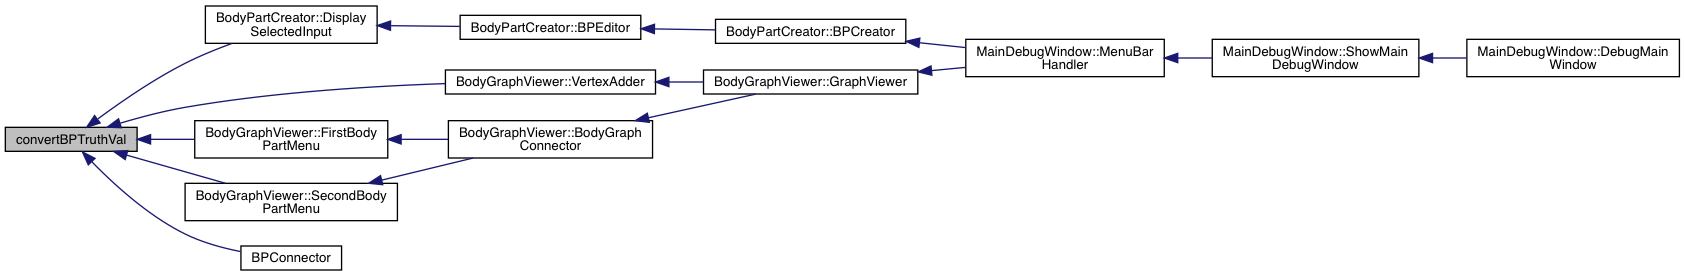 BodyPartCreator::Display
SelectedInput
BodyPartCreator::BPEditor
BodyPartCreator::BPCreator
MainDebugWindow::MenuBar
Handler
MainDebugWindow::ShowMain
DebugWindow
MainDebugWindow::DebugMain
Window
BodyGraphViewer::VertexAdder
BodyGraphViewer::GraphViewer
convertBPTruthVal
BodyGraphViewer::FirstBody
PartMenu
BodyGraphViewer::BodyGraph
Connector
BodyGraphViewer::SecondBody
PartMenu
BPConnector